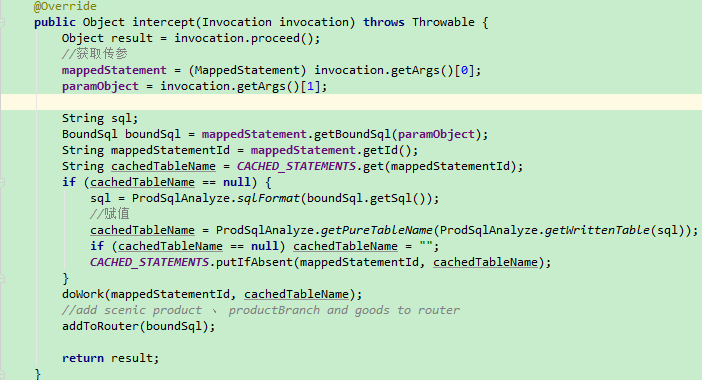 @Override
public Object intercept(Invocation invocation) throws Throwable {
Object result = invocation.proceed();
//获取传参
mappedStatement = (MappedStatement) invocation.getArgs()[0];
paramObject = invocation.getArgs()[1];
String sql;
BoundSql boundSql = mappedStatement.getBoundSql(paramObject);
String mappedStatementId = mappedStatement.getId();
String cachedTableName = CACHED_STATEMENTS.get(mappedStatementId);
if (cachedTableName == null) {
sql = ProdSqlAnalyze.sqlFormat(boundSql.getSql());
//赋值
cachedTableName = ProdSqlAnalyze.getPureTableName(ProdSqlAnalyze.getWrittenTable(sql));
if (cachedTableName == null) cachedTableName = "";
CACHED_STATEMENTS.putIfAbsent(mappedStatementId, cachedTableName);
}
doWork(mappedStatementId, cachedTableName);
//add scenic product 、 productBranch and goods to router
addToRouter(boundSql);
return result;
}